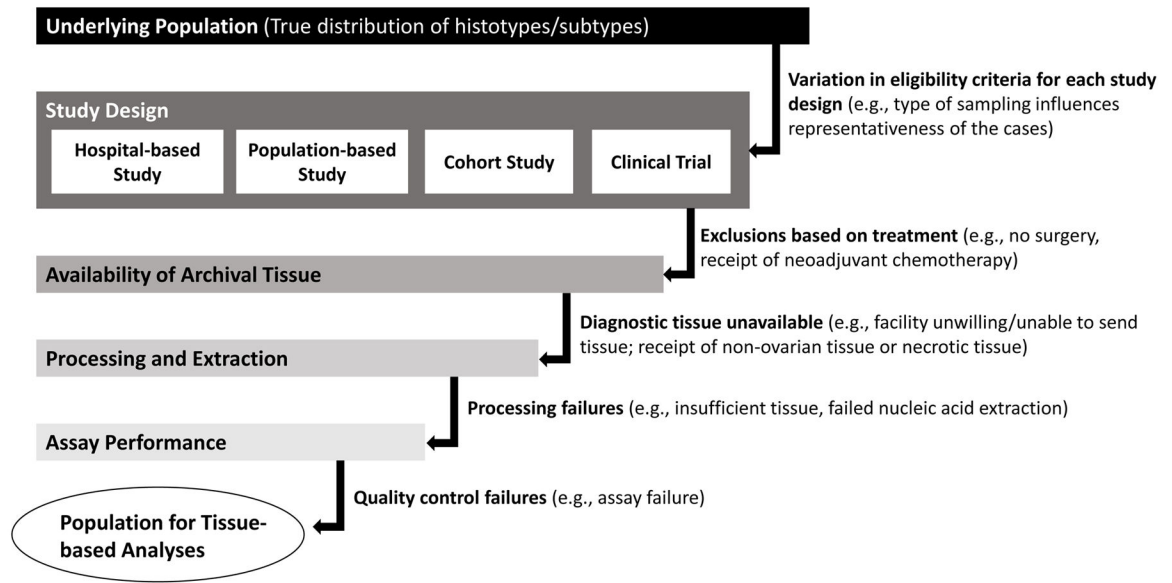 Underlying Population (True distribution of histotypes/subtypes)
Variation in eligibility criteria for each study
design (e.g., type of sampling influences
representativeness of the cases)
Study Design
Hospital-based
Study
Population-based
Study
Cohort Study
Clinical Trial
Exclusions based on treatment (e.g., no surgery,
receipt of neoadjuvant chemotherapy)
Availability of Archival Tissue
Diagnostic tissue unavailable (e.g., facility unwilling/unable to send
tissue; receipt of non-ovarian tissue or necrotic tissue)
Processing and Extraction
Processing failures (e.g., insufficient tissue, failed nucleic acid extraction)
Assay Performance
Quality control failures (e.g., assay failure)
Population for Tissue-
based Analyses